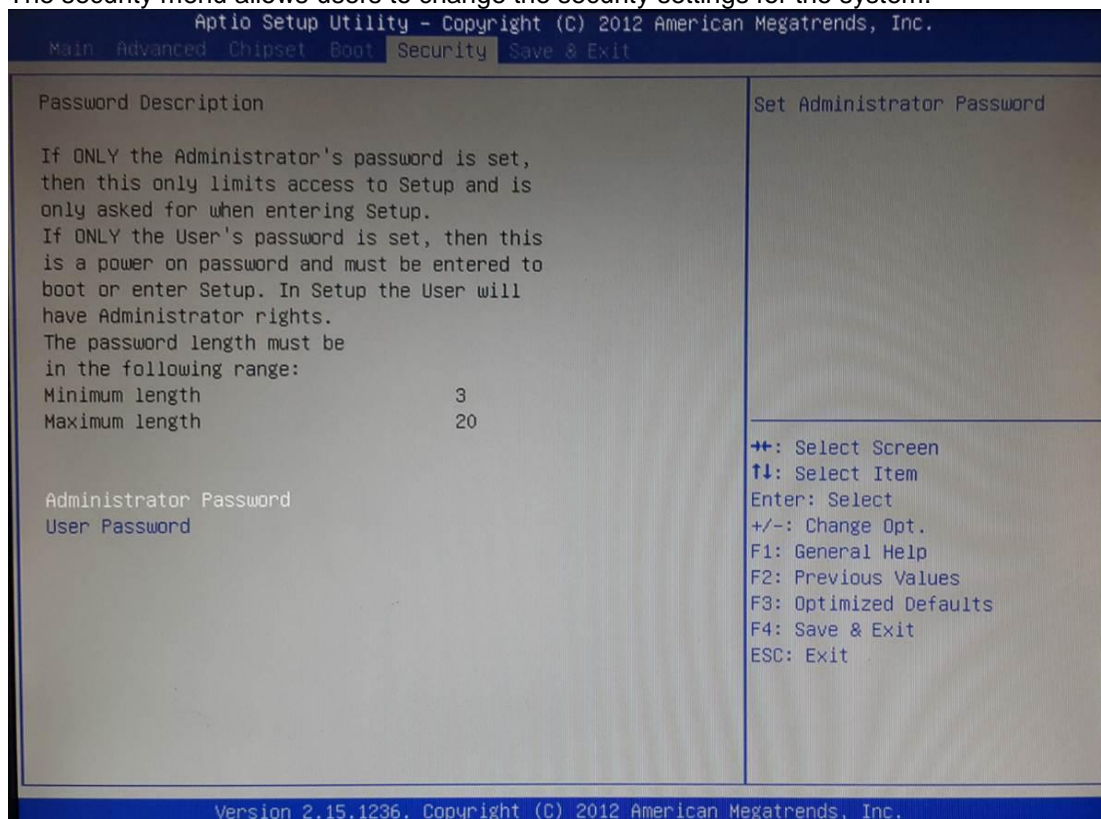 The security menu allows users to change the security settings for the system.
Aptio Setup Utility – Copyright (C) 2012 American Megatrends, Inc.
Main Advanced Chipset Boot Security Save & Exit
Password Description
If ONLY the Administrator's password is set,
then this only limits access to Setup and is
only asked for when entering Setup.
If ONLY the User's password is set, then this
is a power on password and must be entered to
boot or enter Setup. In Setup the User will
have Administrator rights.
The password length must be
in the following range:
Minimum length 3
Maximum length 20
Administrator Password
User Password
Set Administrator Password
→←: Select Screen
↑↓: Select Item
Enter: Select
+/-: Change Opt.
F1: General Help
F2: Previous Values
F3: Optimized Defaults
F4: Save & Exit
ESC: Exit
Version 2.15.1236. Copyright (C) 2012 American Megatrends, Inc.